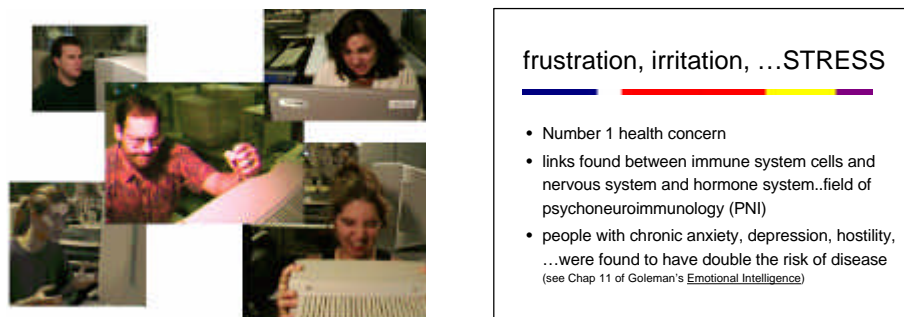 frustration, irritation, …STRESS
• Number 1 health concern
• links found between immune system cells and
nervous system and hormone system..field of
psychoneuroimmunology (PNI)
• people with chronic anxiety, depression, hostility,
…were found to have double the risk of disease
(see Chap 11 of Goleman's Emotional Intelligence)